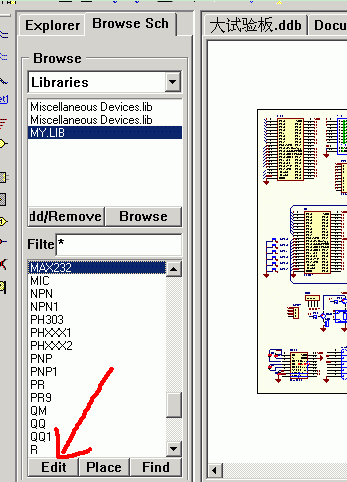 Explorer Browse Sch
大试验板.ddb Docu
Browse
Libraries
Miscellaneous Devices.lib
Miscellaneous Devices.lib
MY.LIB
dd/Remove Browse
Filte *
MAX232
MIC
NPN
NPN1
PH303
PHXXX1
PHXXX2
PNP
PNP1
PR
PR9
QM
QQ
QQ1
R
Edit Place Find